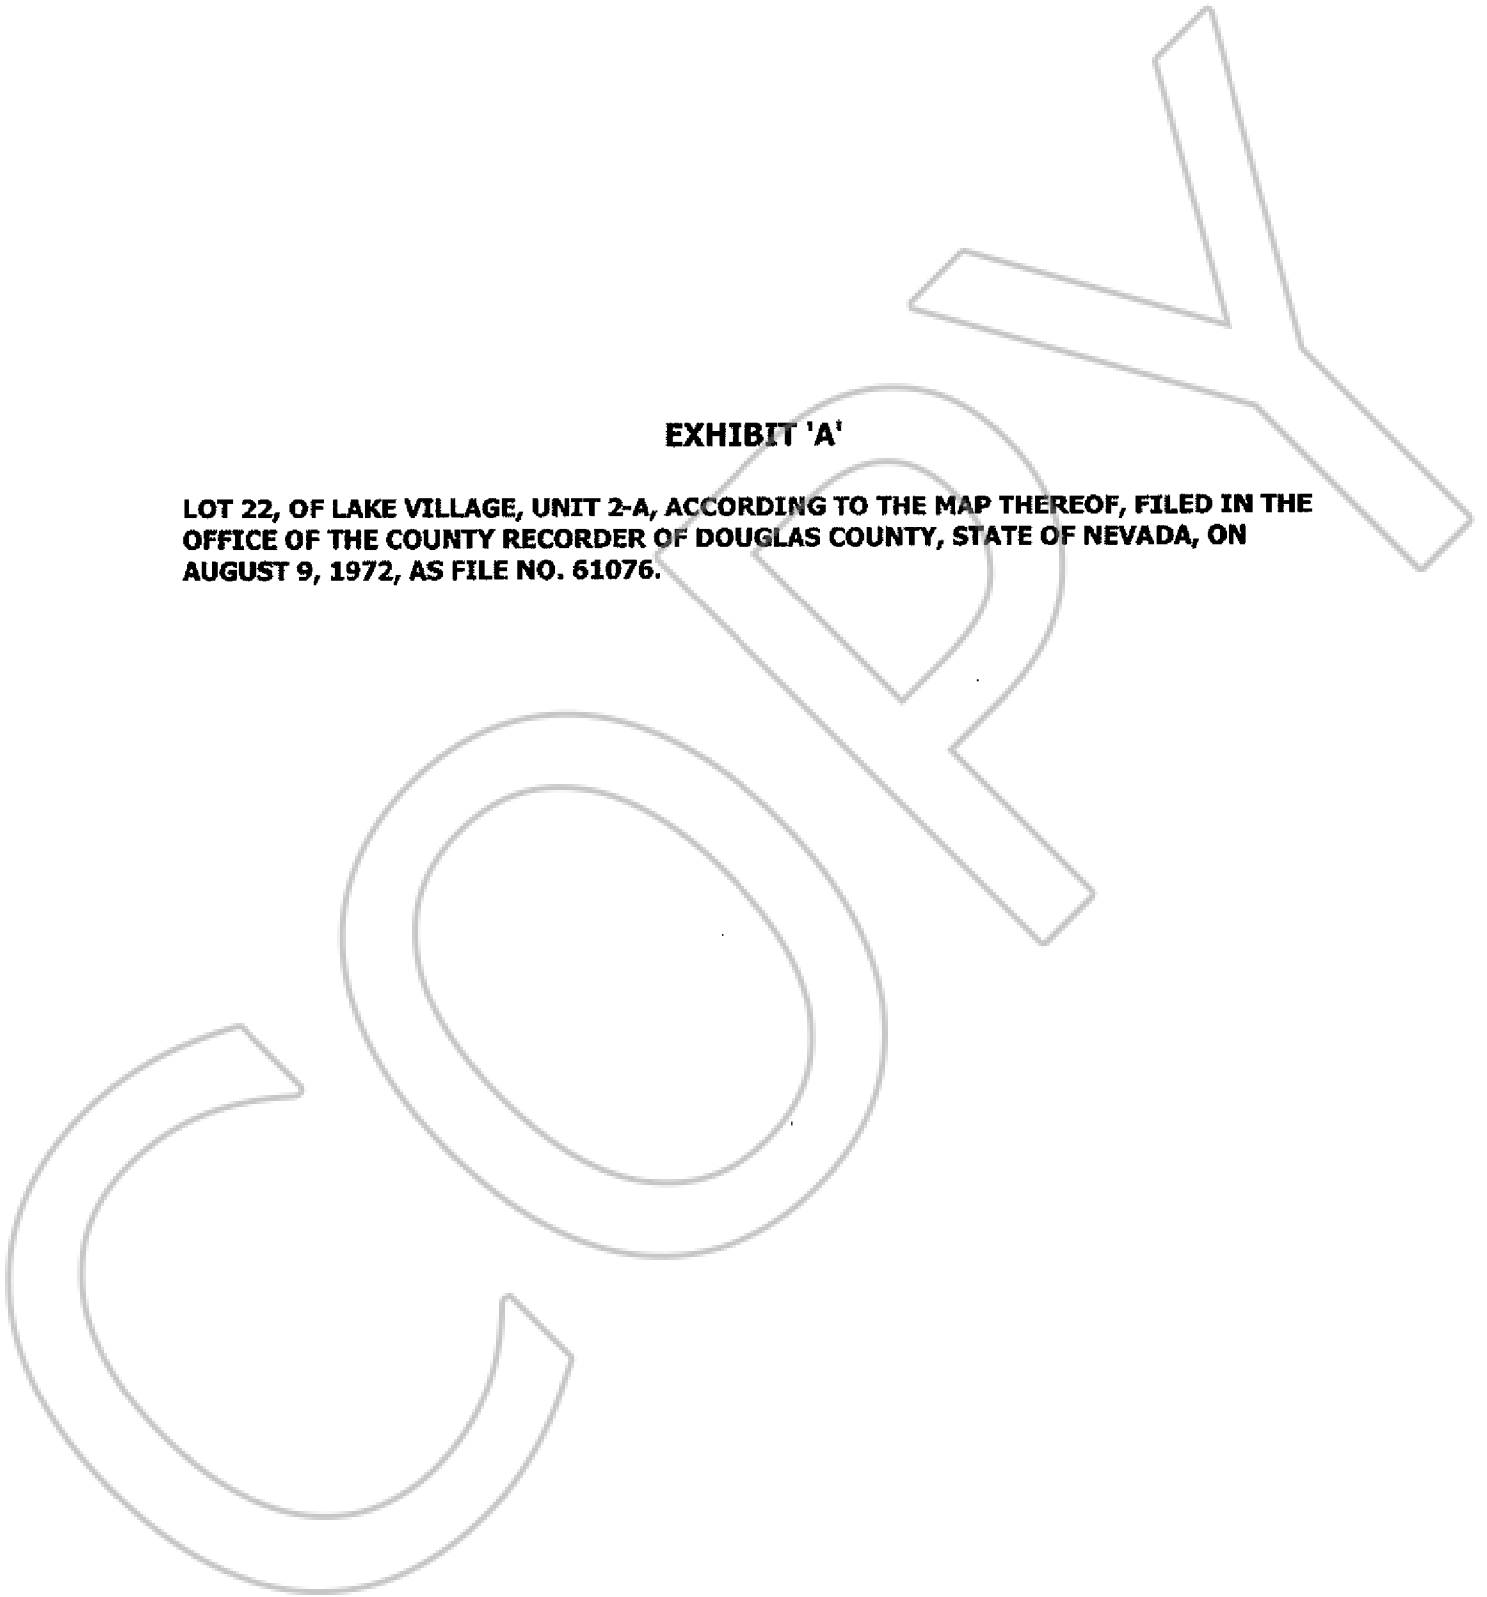 EXHIBIT 'A'
LOT 22, OF LAKE VILLAGE, UNIT 2-A, ACCORDING TO THE MAP THEREOF, FILED IN THE
OFFICE OF THE COUNTY RECORDER OF DOUGLAS COUNTY, STATE OF NEVADA, ON
AUGUST 9, 1972, AS FILE NO. 61076.
COPY